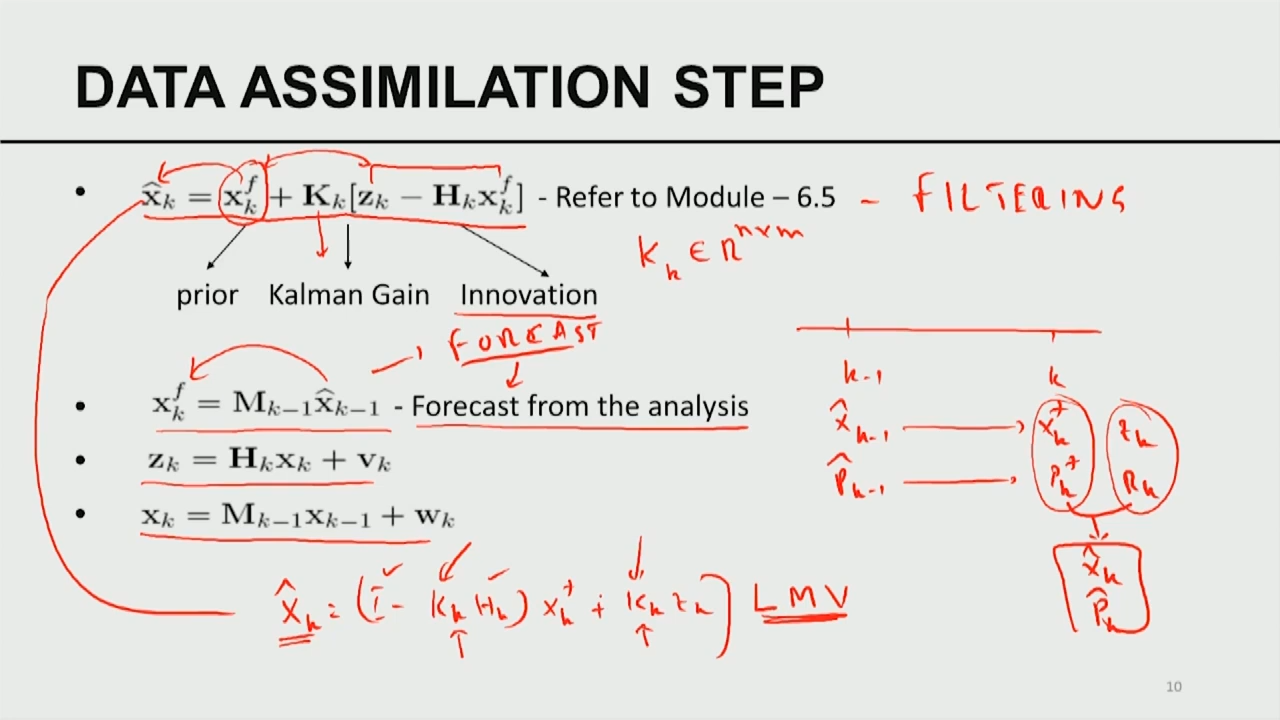 DATA ASSIMILATION STEP
• x̂ₖ = xₖᶠ + Kₖ[zₖ − Hₖxₖᶠ] - Refer to Module – 6.5 - FILTERING
Kₖ ∈ Rⁿˣᵐ
prior Kalman Gain Innovation
FORECAST
k-1 k
• xₖᶠ = Mₖ₋₁x̂ₖ₋₁ - Forecast from the analysis
x̂ₖ₋₁ xₖᶠ zₖ
• zₖ = Hₖxₖ + vₖ
P̂ₖ₋₁ Pₖᶠ Rₖ
• xₖ = Mₖ₋₁xₖ₋₁ + wₖ
x̂ₖ
P̂ₖ
x̂ₖ = (I - KₖHₖ) xₖᶠ + Kₖzₖ] LMV
10